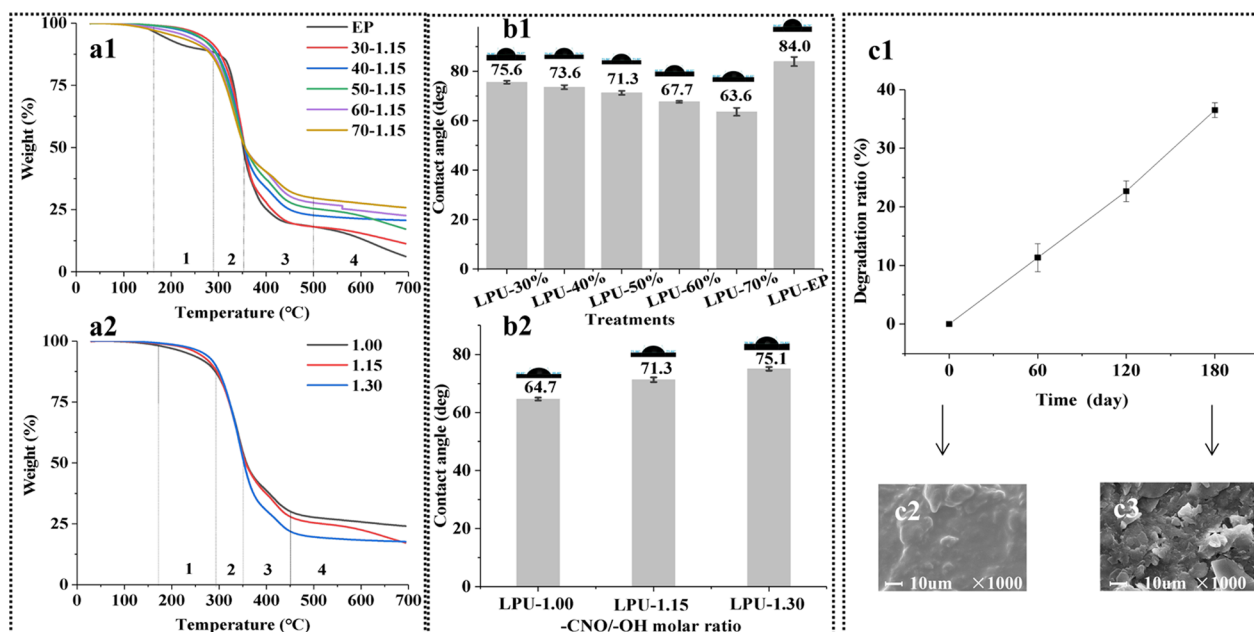 a1
EP
30-1.15
40-1.15
50-1.15
60-1.15
70-1.15
Weight (%)
100
75
50
25
0
1 2 3 4
0 100 200 300 400 500 600 700
Temperature (°C)
a2
1.00
1.15
1.30
Weight (%)
100
75
50
25
0
1 2 3 4
0 100 200 300 400 500 600 700
Temperature (°C)
b1
Contact angle (deg)
80
60
40
20
0
75.6
73.6
71.3
67.7
63.6
84.0
LPU-30%
LPU-40%
LPU-50%
LPU-60%
LPU-70%
LPU-EP
Treatments
b2
Contact angle (deg)
80
60
40
20
0
64.7
71.3
75.1
LPU-1.00 LPU-1.15 LPU-1.30
-CNO/-OH molar ratio
c1
Degradation ratio (%)
40
30
20
10
0
0 60 120 180
Time (day)
c2
10um ×1000
c3
10um ×1000